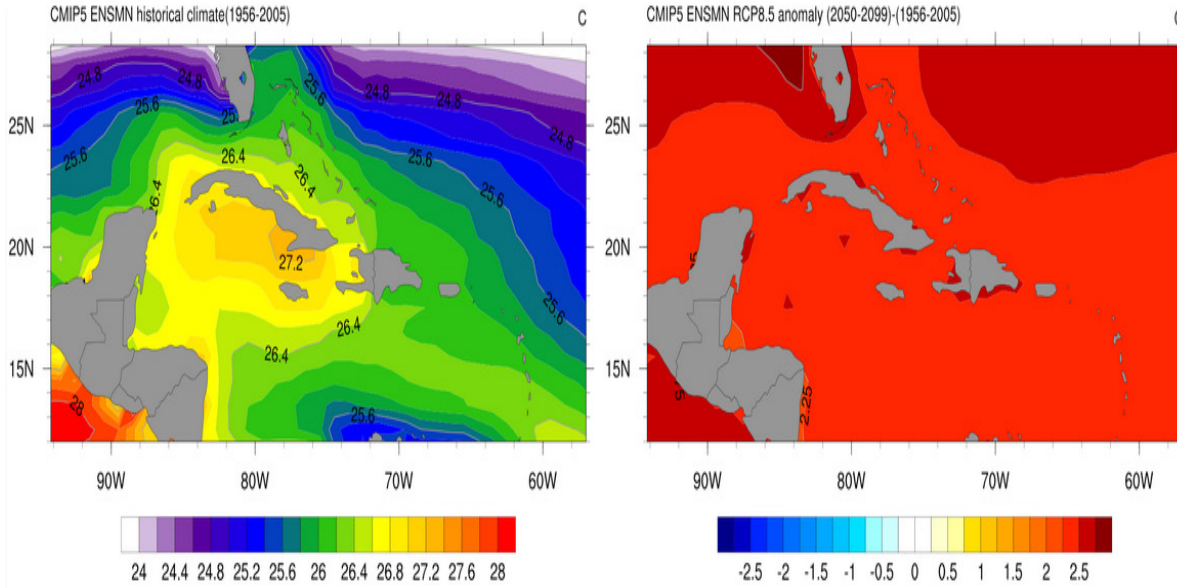 CMIP5 ENSMN historical climate(1956-2005) C
24.8 24.8 24.8
25.6 25.6
25.6
24.8
25.6 26.4
26.4
26.4 25.6
27.2
25.6
26.4
26.4
28 25.6
25N
20N
15N
90W 80W 70W 60W
24 24.4 24.8 25.2 25.6 26 26.4 26.8 27.2 27.6 28
CMIP5 ENSMN RCP8.5 anomaly (2050-2099)-(1956-2005)
2.25
25N
20N
15N
90W 80W 70W 60W
-2.5 -2 -1.5 -1 -0.5 0 0.5 1 1.5 2 2.5